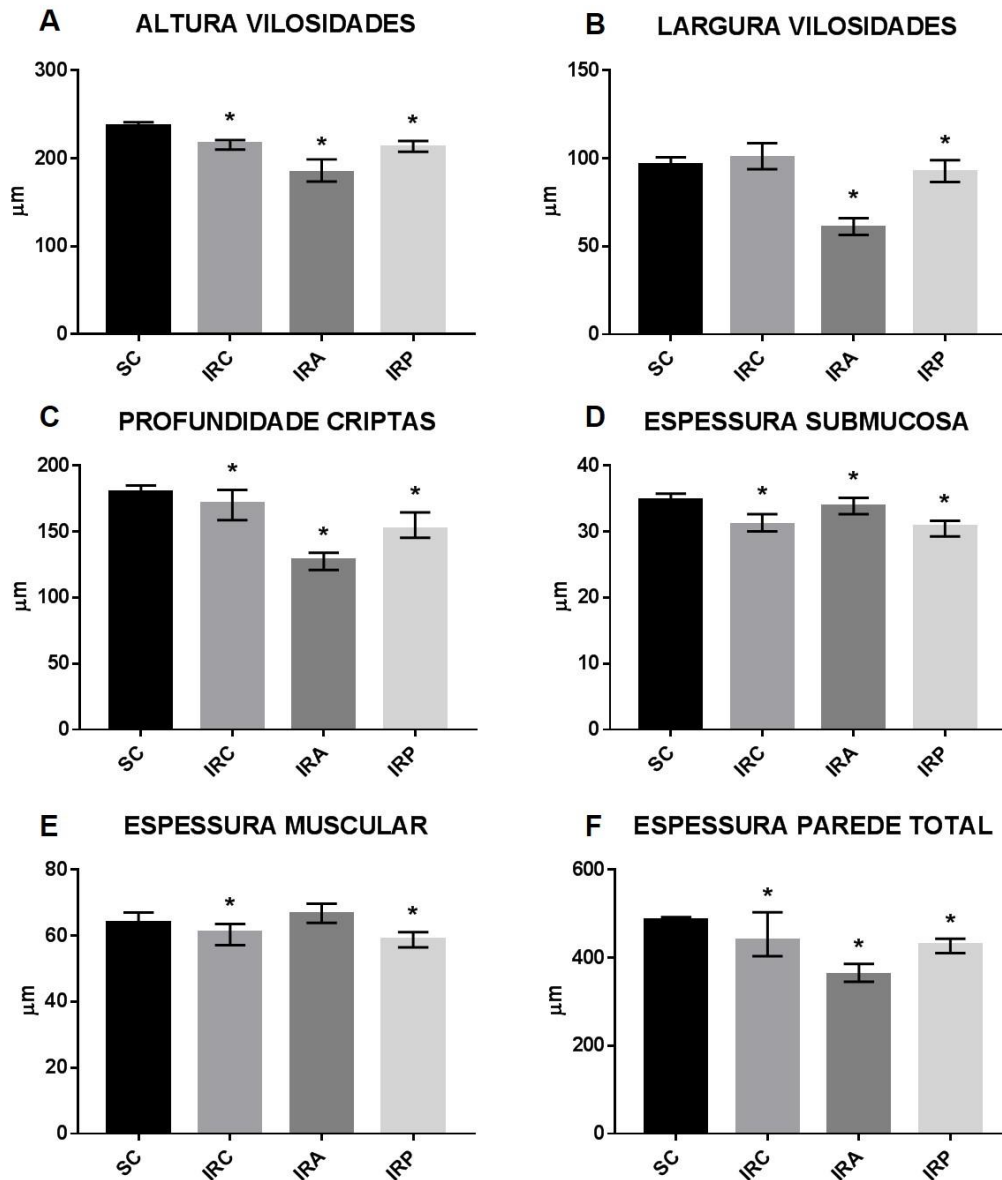 A ALTURA VILOSIDADES
300
200
100
0
µm
* * *
SC IRC IRA IRP
B LARGURA VILOSIDADES
150
100
50
0
µm
* *
SC IRC IRA IRP
C PROFUNDIDADE CRIPTAS
200
150
100
50
0
µm
* * *
SC IRC IRA IRP
D ESPESSURA SUBMUCOSA
40
30
20
10
0
µm
* * *
SC IRC IRA IRP
E ESPESSURA MUSCULAR
80
60
40
20
0
µm
* *
SC IRC IRA IRP
F ESPESSURA PAREDE TOTAL
600
400
200
0
µm
* * *
SC IRC IRA IRP